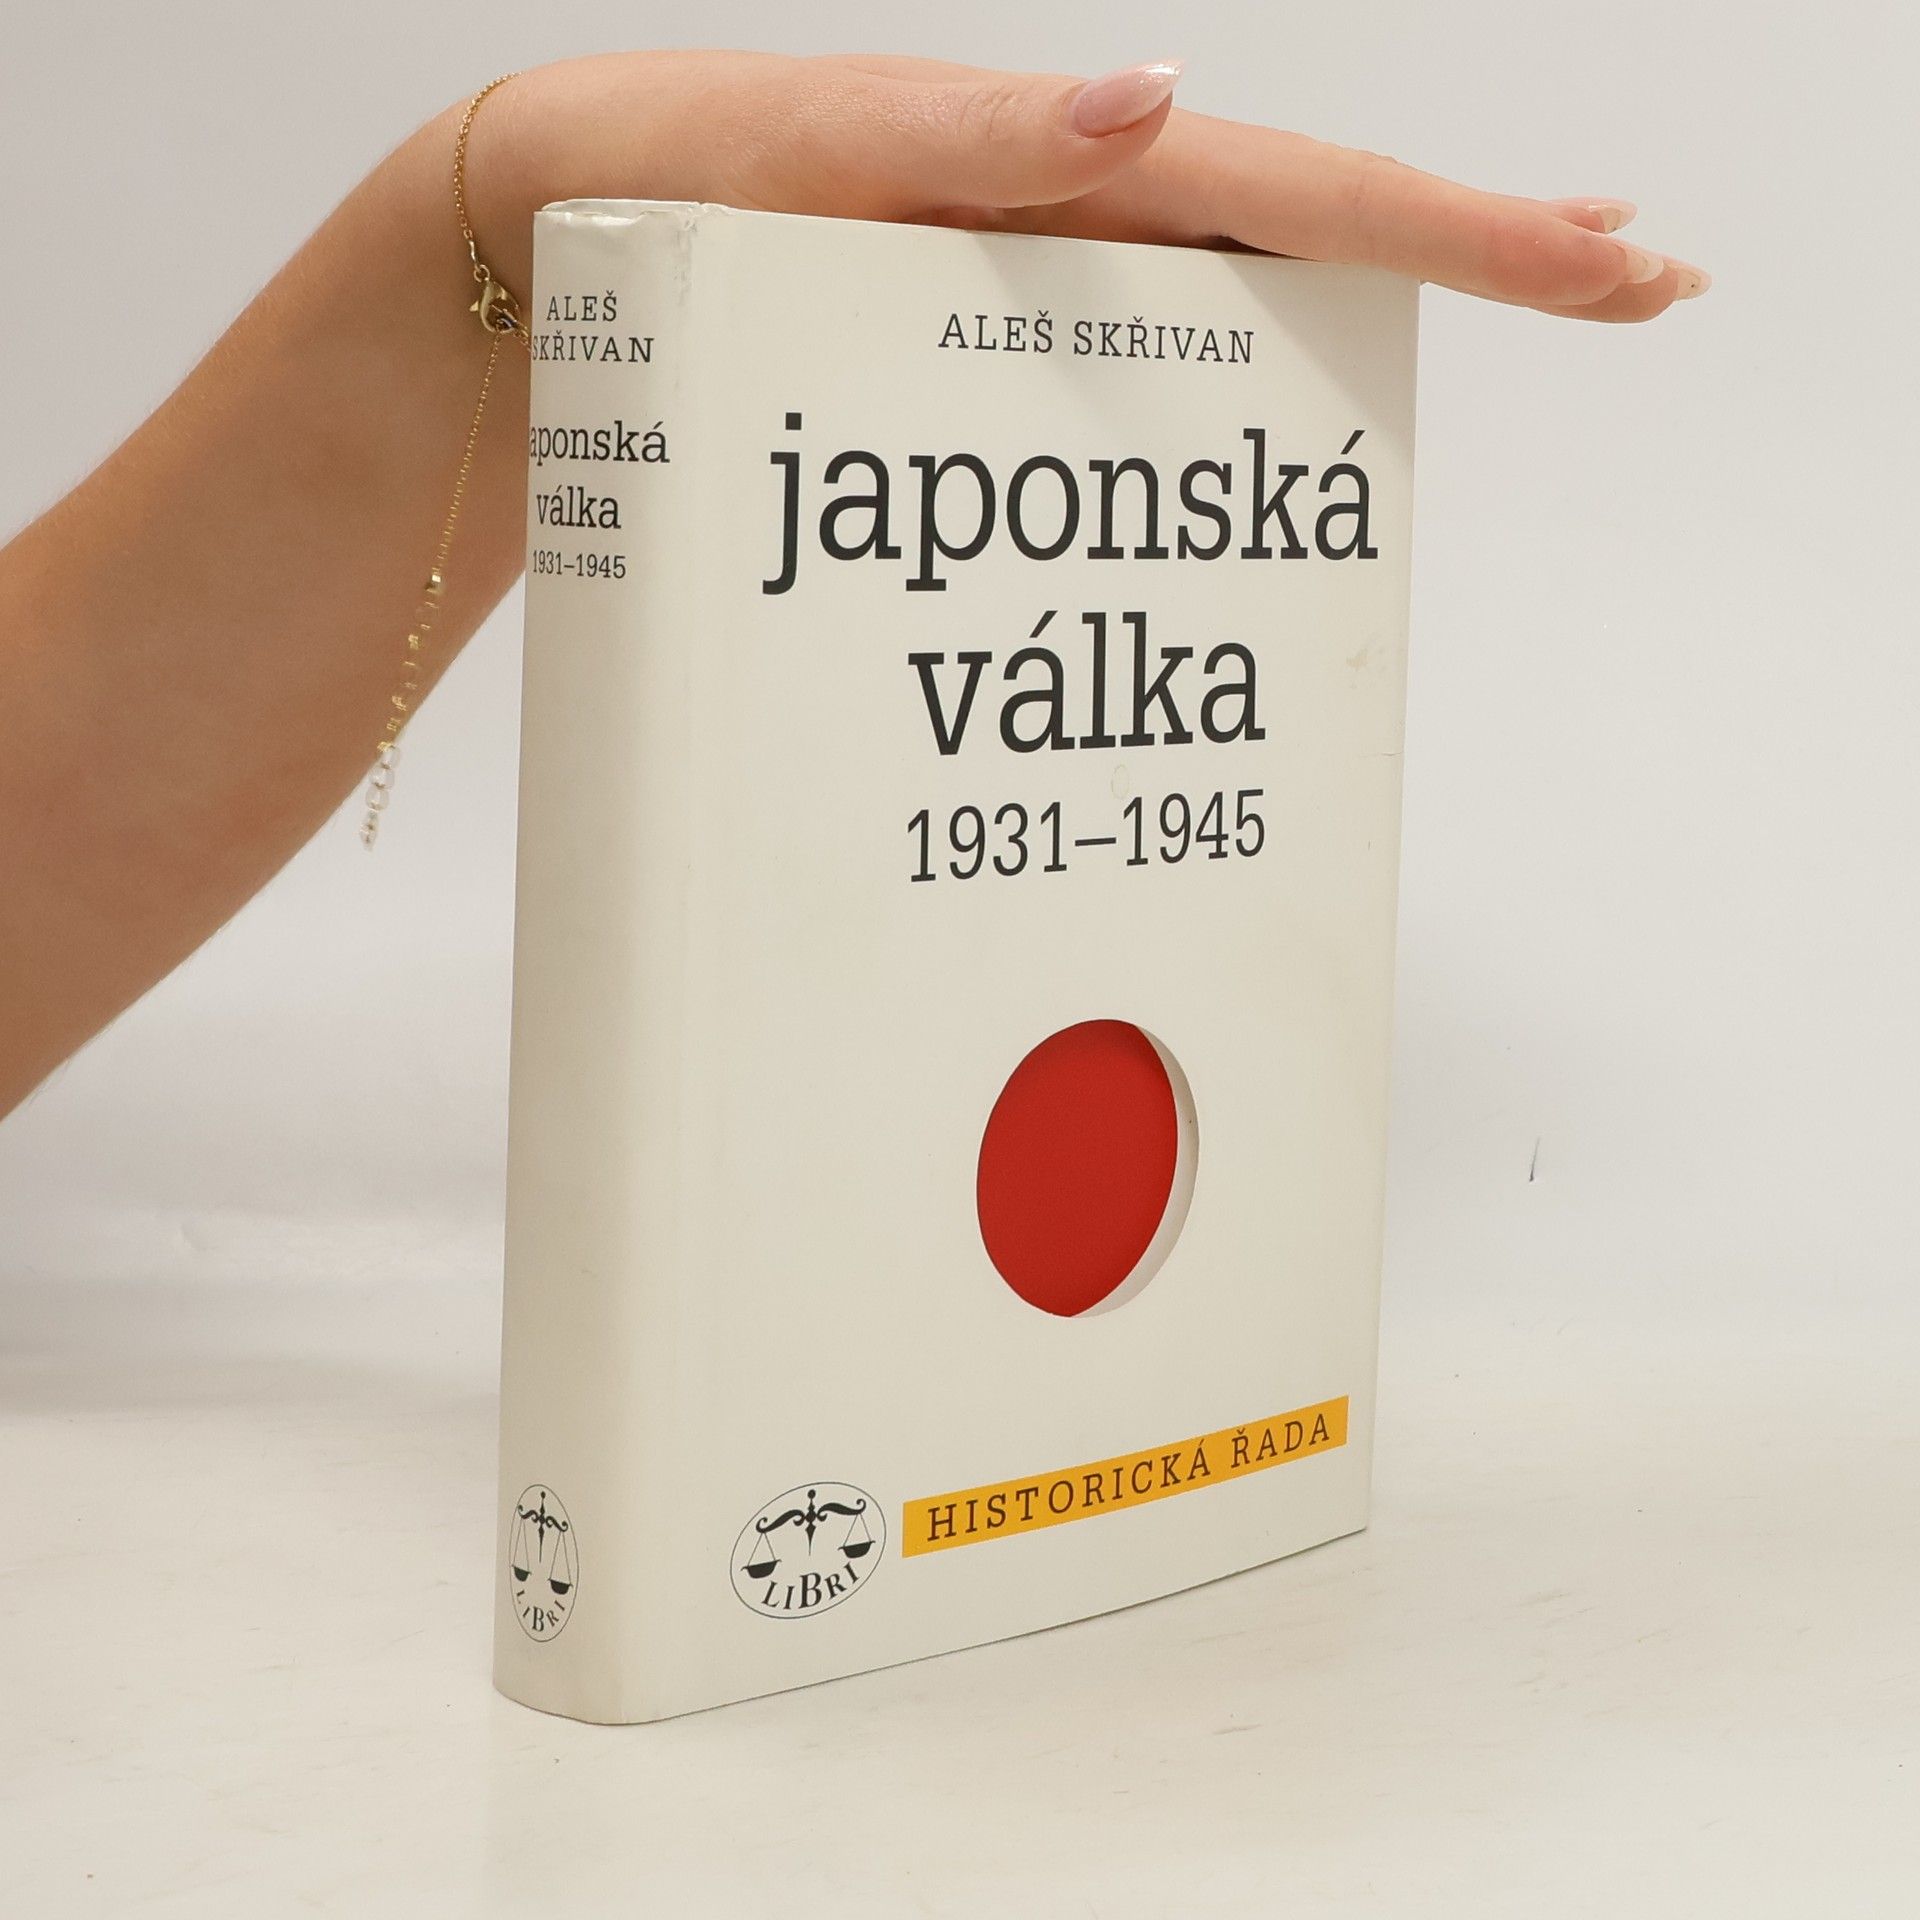 ALEŠ
SKŘIVAN
japonská
válka
1931–1945
LIBRI
ALEŠ SKŘIVAN
japonská
válka
1931–1945
HISTORICKÁ ŘADA
LIBRI